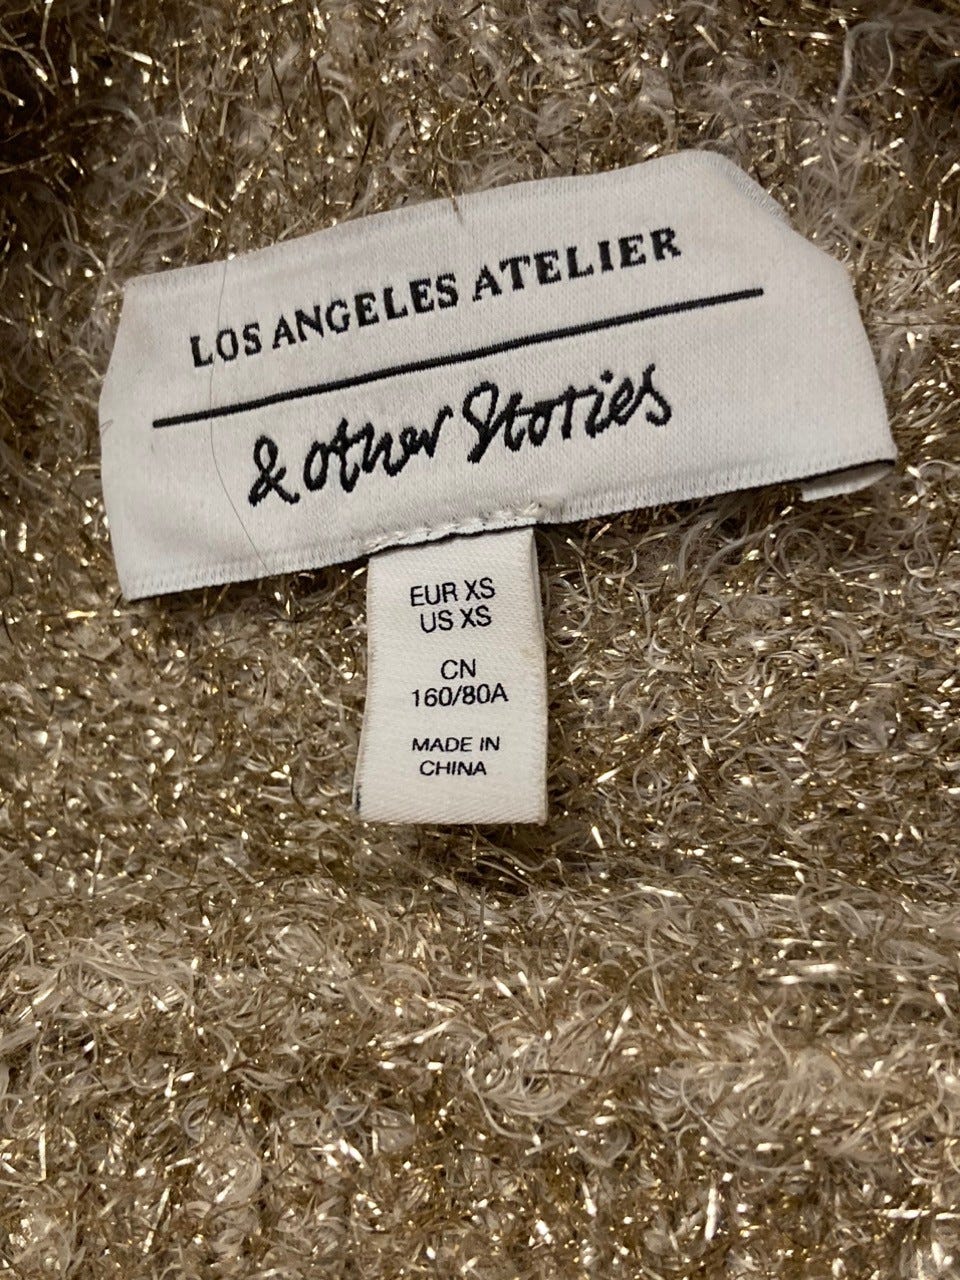 LOS ANGELES ATELIER
& other Stories
EUR XS
US XS
CN
160/80A
MADE IN
CHINA